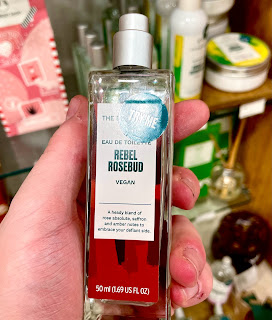 THE
EAU DE TOILETTE
REBEL
ROSEBUD
VEGAN
A heady blend of
rose absolute, saffron
and amber notes to
embrace your defiant side.
50 ml (1.69 US FL OZ)